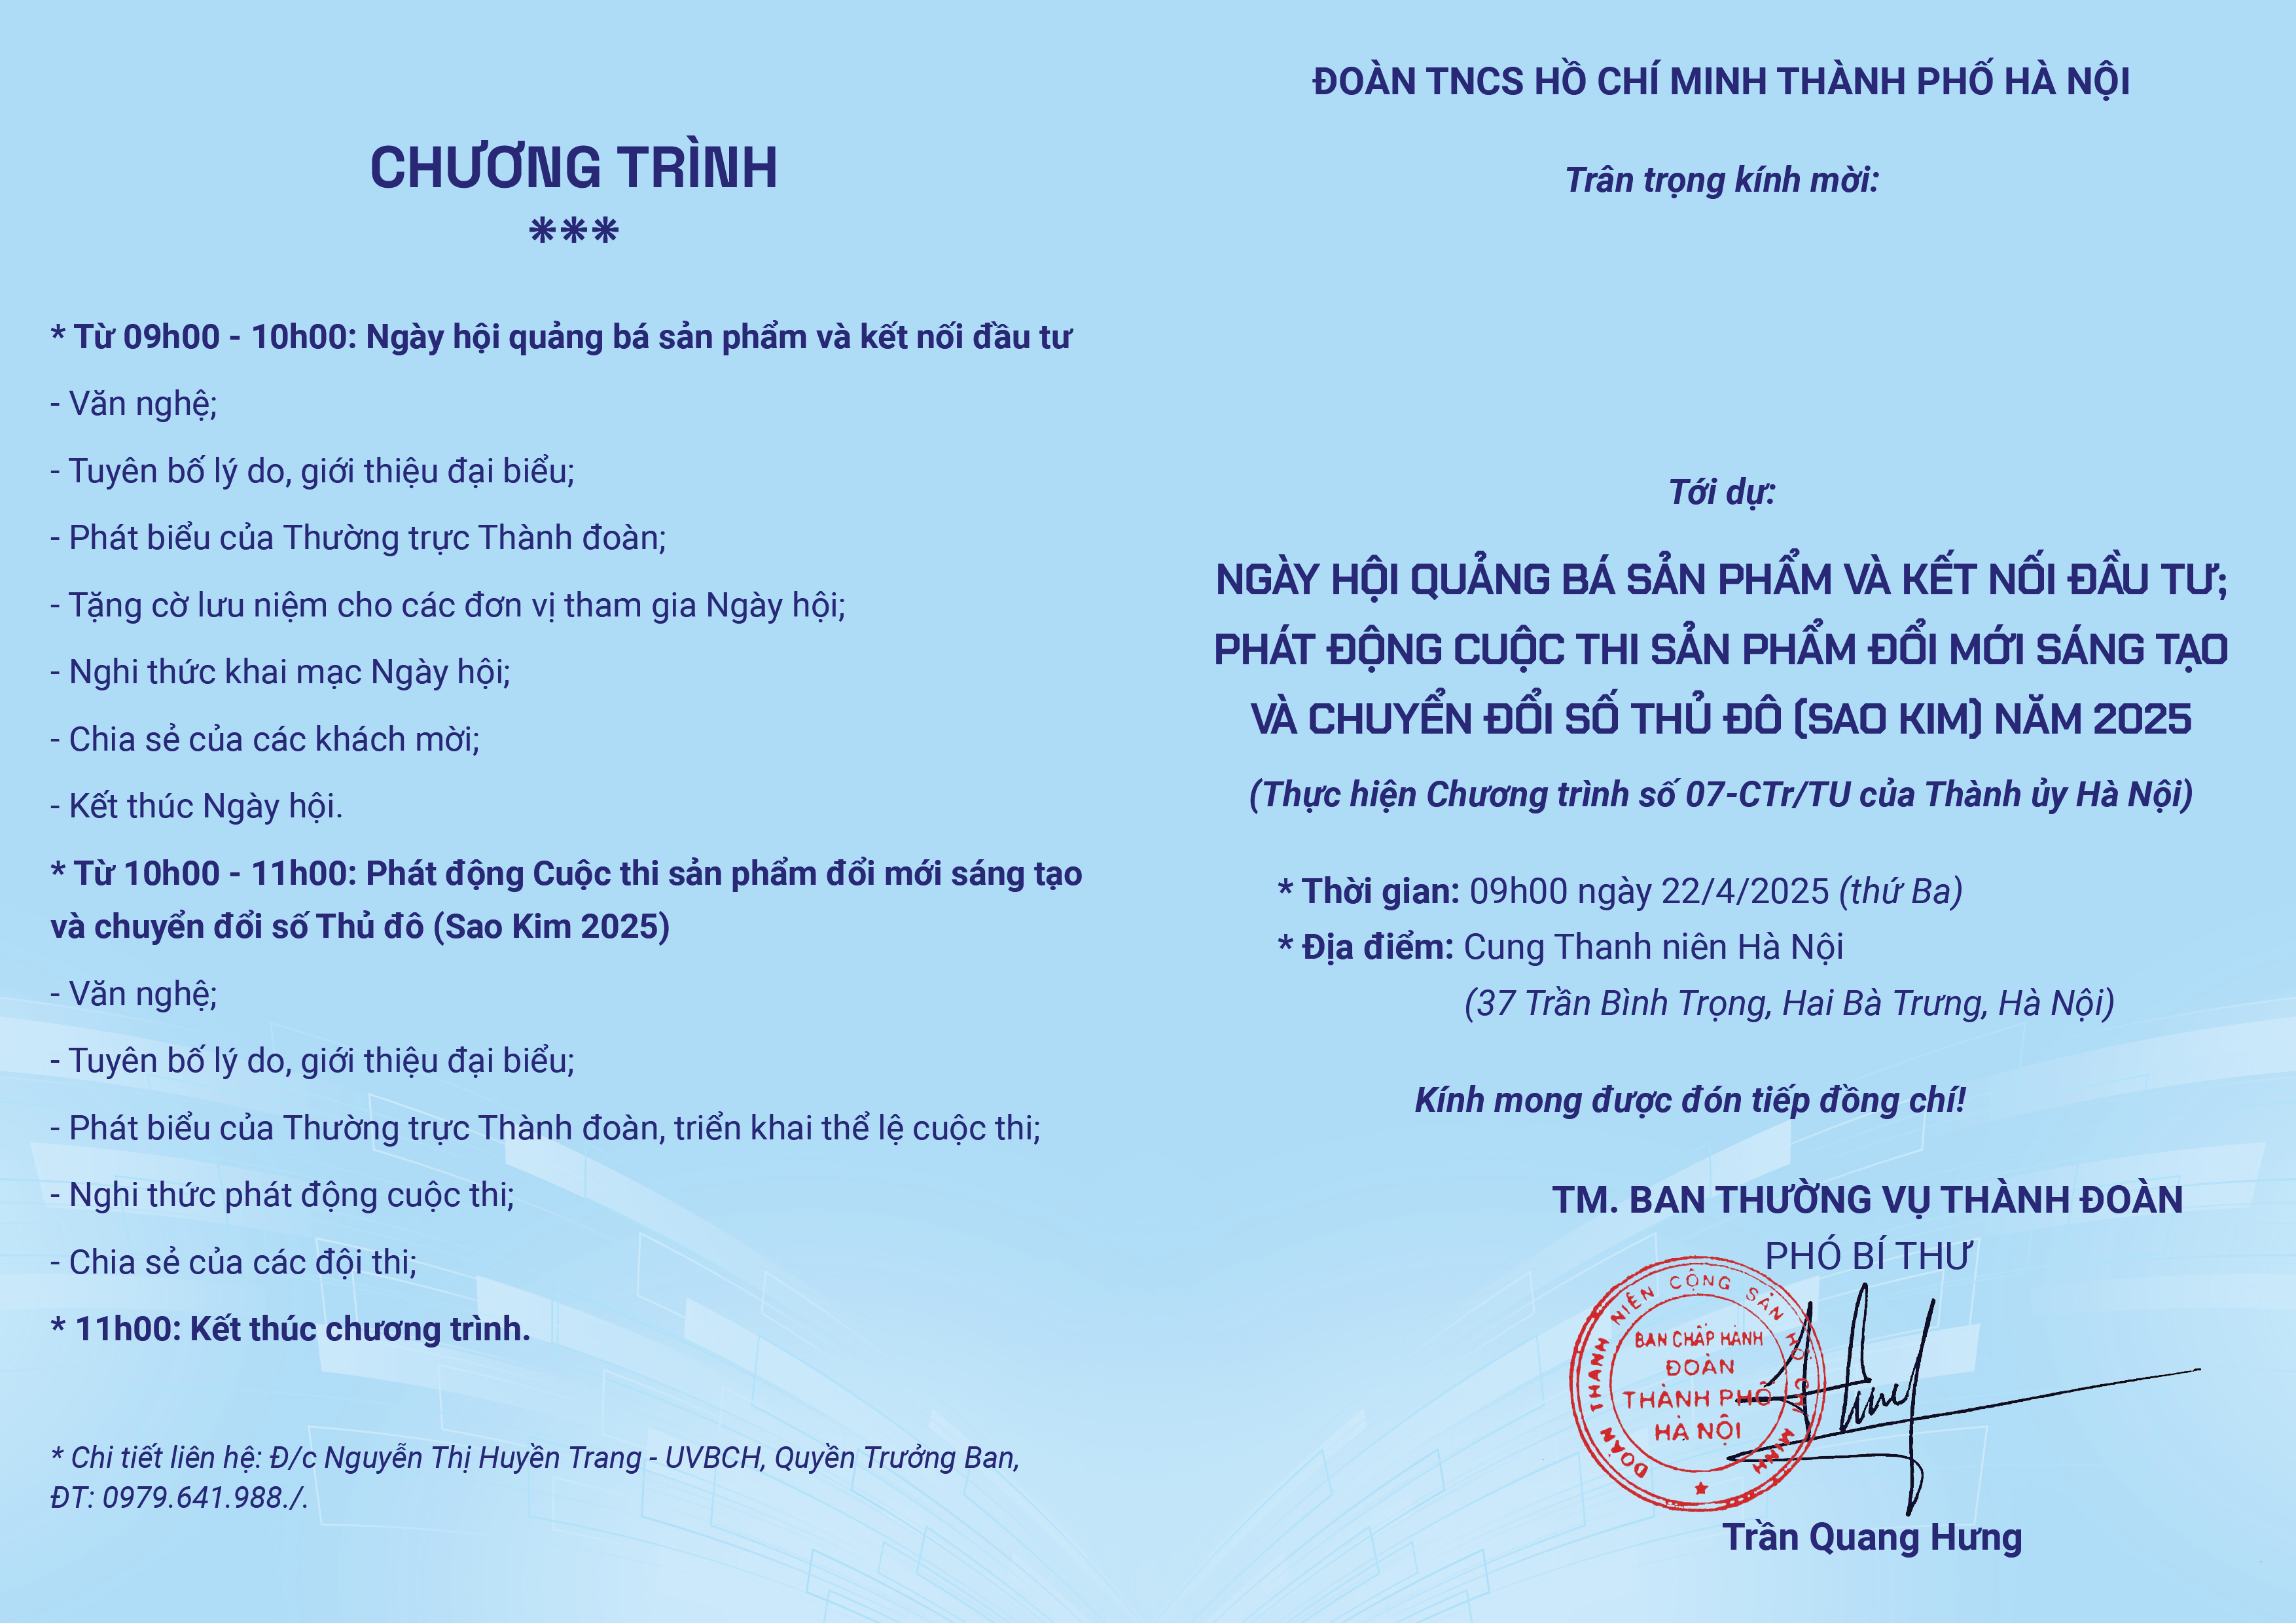 CHƯƠNG TRÌNH
***
* Từ 09h00 - 10h00: Ngày hội quảng bá sản phẩm và kết nối đầu tư
- Văn nghệ;
- Tuyên bố lý do, giới thiệu đại biểu;
- Phát biểu của Thường trực Thành đoàn;
- Tặng cờ lưu niệm cho các đơn vị tham gia Ngày hội;
- Nghi thức khai mạc Ngày hội;
- Chia sẻ của các khách mời;
- Kết thúc Ngày hội.
* Từ 10h00 - 11h00: Phát động Cuộc thi sản phẩm đổi mới sáng tạo
và chuyển đổi số Thủ đô (Sao Kim 2025)
- Văn nghệ;
- Tuyên bố lý do, giới thiệu đại biểu;
- Phát biểu của Thường trực Thành đoàn, triển khai thể lệ cuộc thi;
- Nghi thức phát động cuộc thi;
- Chia sẻ của các đội thi;
* 11h00: Kết thúc chương trình.
* Chi tiết liên hệ: Đ/c Nguyễn Thị Huyền Trang - UVBCH, Quyền Trưởng Ban,
ĐT: 0979.641.988./.
ĐOÀN TNCS HỒ CHÍ MINH THÀNH PHỐ HÀ NỘI
Trân trọng kính mời:
Tới dự:
NGÀY HỘI QUẢNG BÁ SẢN PHẨM VÀ KẾT NỐI ĐẦU TƯ;
PHÁT ĐỘNG CUỘC THI SẢN PHẨM ĐỔI MỚI SÁNG TẠO
VÀ CHUYỂN ĐỔI SỐ THỦ ĐÔ (SAO KIM) NĂM 2025
(Thực hiện Chương trình số 07-CTr/TU của Thành ủy Hà Nội)
* Thời gian: 09h00 ngày 22/4/2025 (thứ Ba)
* Địa điểm: Cung Thanh niên Hà Nội
(37 Trần Bình Trọng, Hai Bà Trưng, Hà Nội)
Kính mong được đón tiếp đồng chí!
TM. BAN THƯỜNG VỤ THÀNH ĐOÀN
PHÓ BÍ THƯ
ĐOÀN THANH NIÊN CỘNG SẢN HỒ CHÍ MINH
BAN CHẤP HÀNH
ĐOÀN
THÀNH PHỐ
HÀ NỘI
Trần Quang Hưng